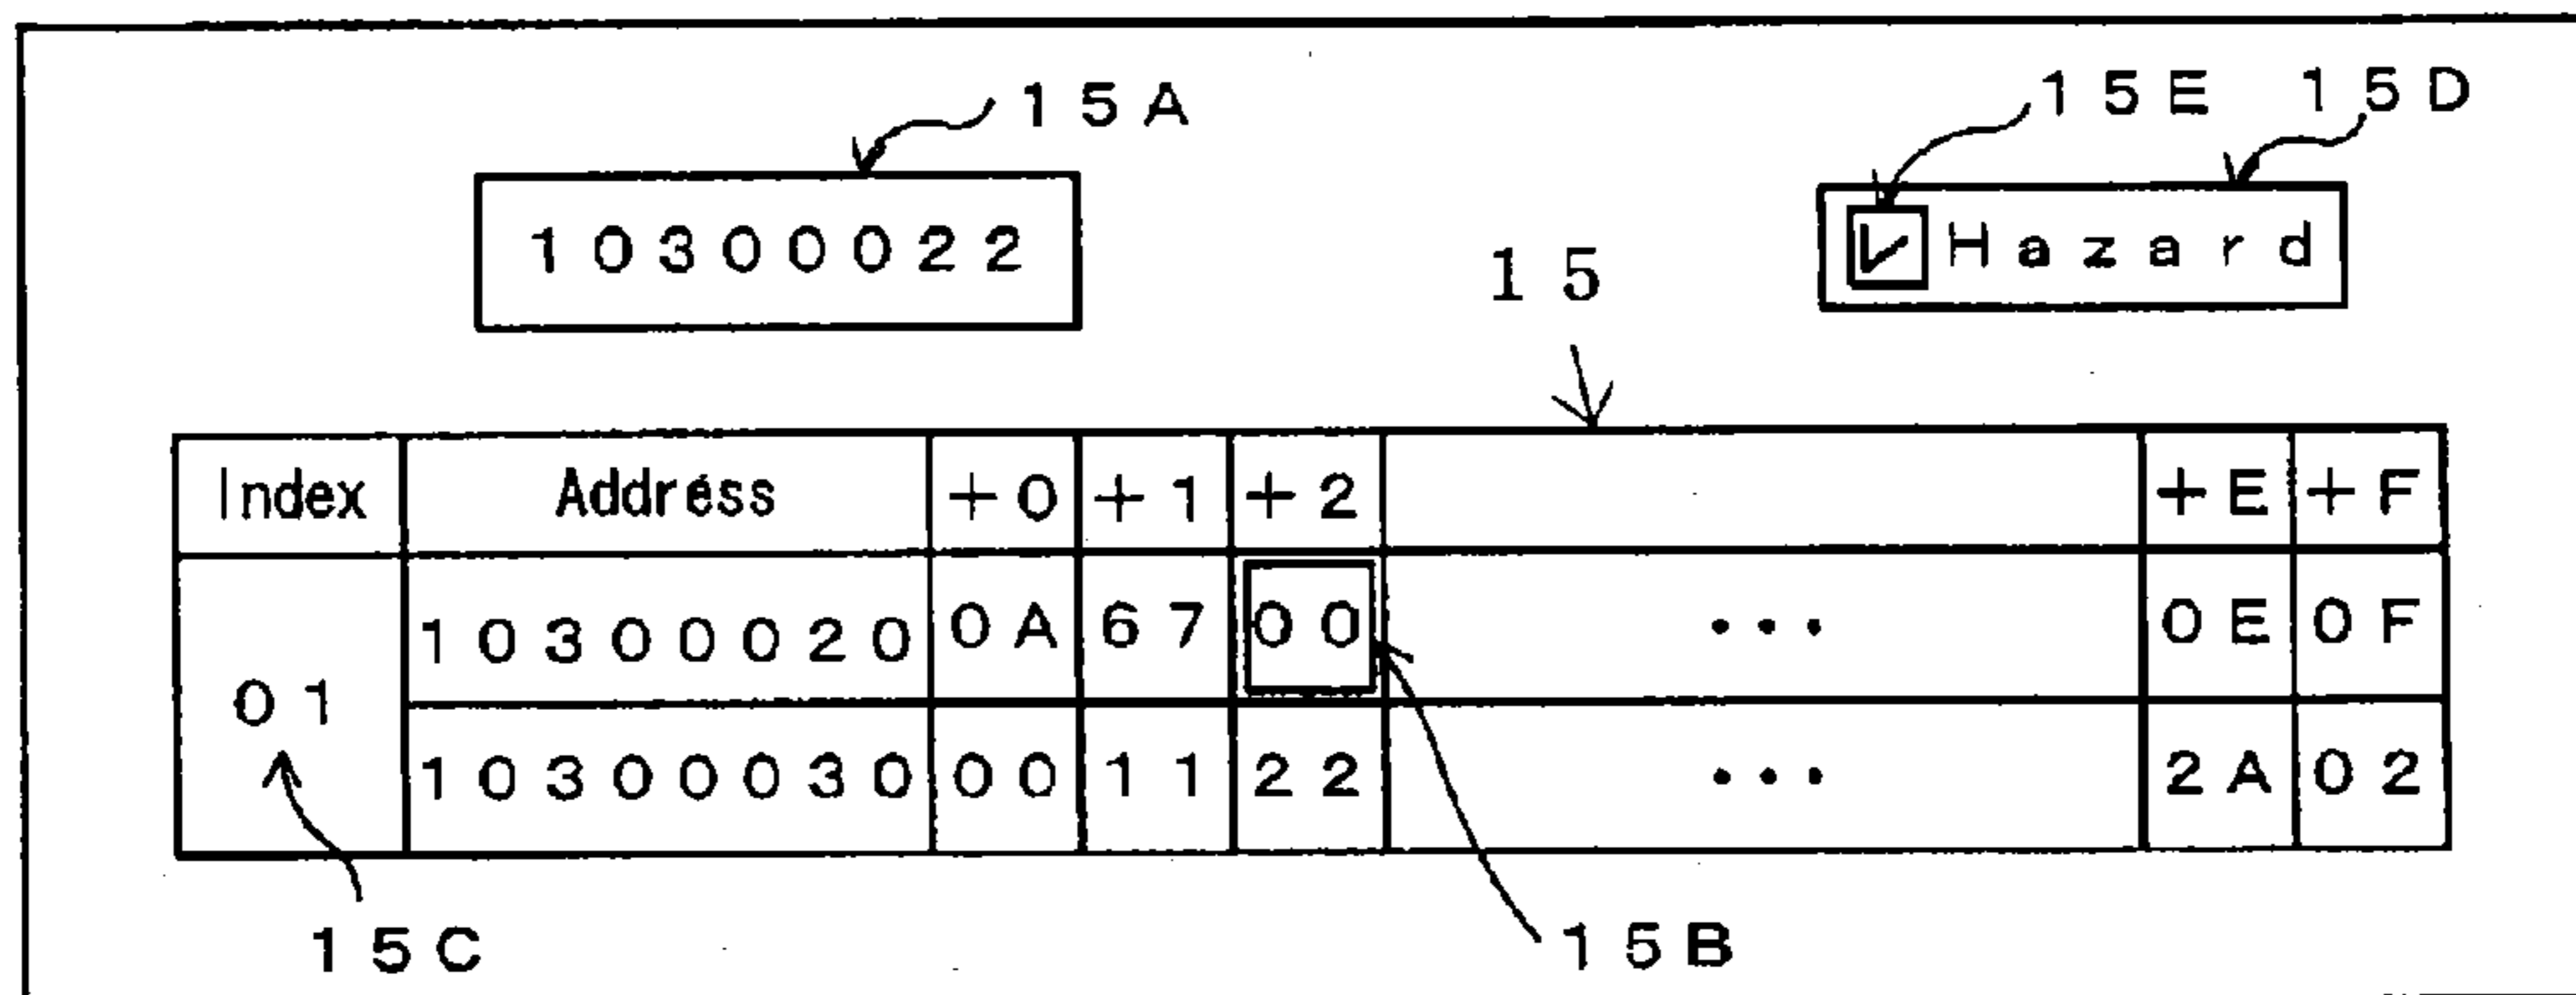 15A 15E 15D
10300022 Hazard
15
Index Address +0 +1 +2 +E +F
01
10300020 0A 67 00 ... 0E 0F
10300030 00 11 22 ... 2A 02
15C 15B